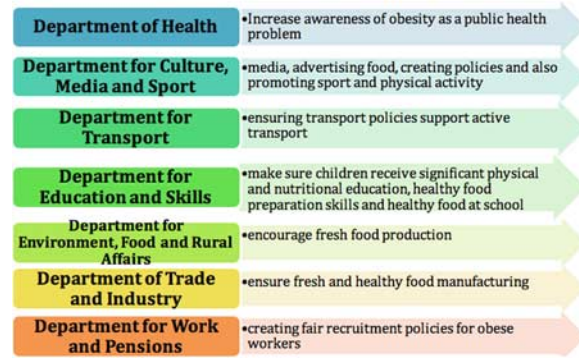 Department of Health
•Increase awareness of obesity as a public health
problem
Department for Culture,
Media and Sport
•media, advertising food, creating policies and also
promoting sport and physical activity
Department for
Transport
•ensuring transport policies support active
transport
Department for
Education and Skills
•make sure children receive significant physical
and nutritional education, healthy food
preparation skills and healthy food at school
Department for
Environment, Food and Rural
Affairs
•encourage fresh food production
Department of Trade
and Industry
•ensure fresh and healthy food manufacturing
Department for Work
and Pensions
•creating fair recruitment policies for obese
workers